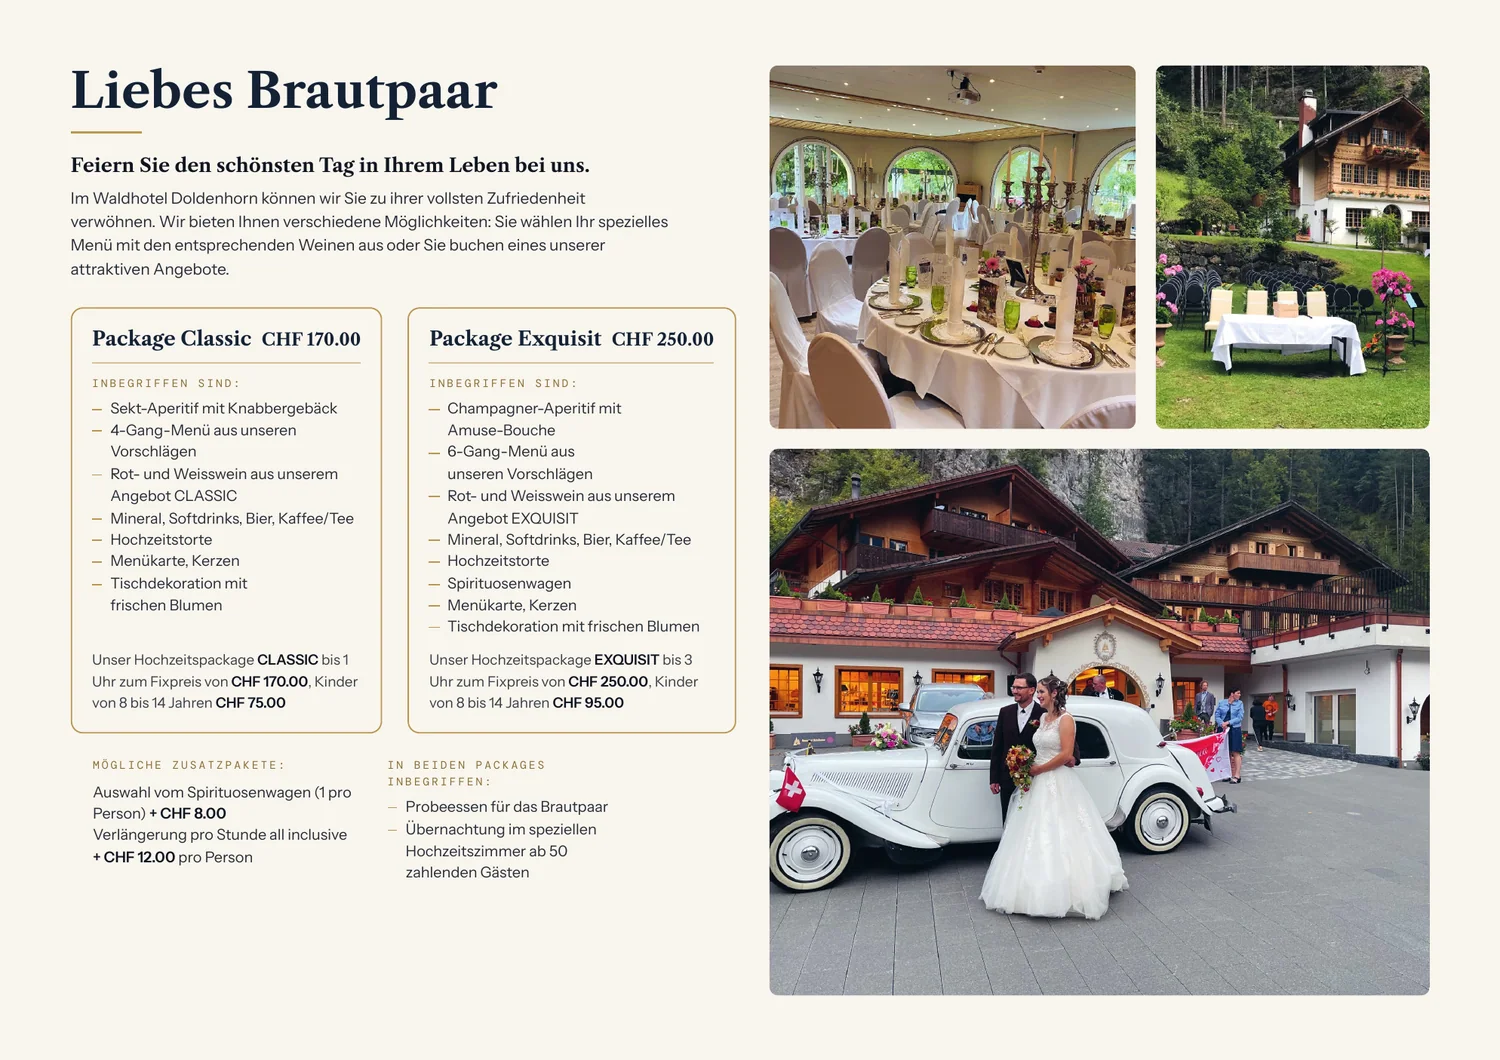 Liebes Brautpaar
Feiern Sie den schönsten Tag in Ihrem Leben bei uns.
Im Waldhotel Doldenhorn können wir Sie zu ihrer vollsten Zufriedenheit
verwöhnen. Wir bieten Ihnen verschiedene Möglichkeiten: Sie wählen Ihr spezielles
Menü mit den entsprechenden Weinen aus oder Sie buchen eines unserer
attraktiven Angebote.
Package Classic CHF 170.00
INBEGRIFFEN SIND:
— Sekt-Aperitif mit Knabbergebäck
— 4-Gang-Menü aus unseren
Vorschlägen
— Rot- und Weisswein aus unserem
Angebot CLASSIC
— Mineral, Softdrinks, Bier, Kaffee/Tee
— Hochzeitstorte
— Menükarte, Kerzen
— Tischdekoration mit
frischen Blumen
Unser Hochzeitspackage CLASSIC bis 1
Uhr zum Fixpreis von CHF 170.00, Kinder
von 8 bis 14 Jahren CHF 75.00
Package Exquisit CHF 250.00
INBEGRIFFEN SIND:
— Champagner-Aperitif mit
Amuse-Bouche
— 6-Gang-Menü aus
unseren Vorschlägen
— Rot- und Weisswein aus unserem
Angebot EXQUISIT
— Mineral, Softdrinks, Bier, Kaffee/Tee
— Hochzeitstorte
— Spirituosenwagen
— Menükarte, Kerzen
— Tischdekoration mit frischen Blumen
Unser Hochzeitspackage EXQUISIT bis 3
Uhr zum Fixpreis von CHF 250.00, Kinder
von 8 bis 14 Jahren CHF 95.00
MÖGLICHE ZUSATZPAKETE:
Auswahl vom Spirituosenwagen (1 pro
Person) + CHF 8.00
Verlängerung pro Stunde all inclusive
+ CHF 12.00 pro Person
IN BEIDEN PACKAGES
INBEGRIFFEN:
— Probeessen für das Brautpaar
— Übernachtung im speziellen
Hochzeitszimmer ab 50
zahlenden Gästen